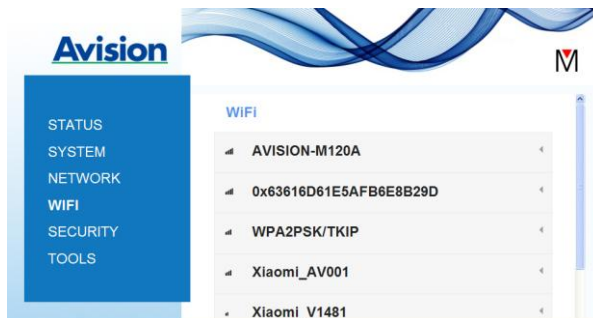 Avision
STATUS
SYSTEM
NETWORK
WIFI
SECURITY
TOOLS
WiFi
AVISION-M120A
0x63616D61E5AFB6E8B29D
WPA2PSK/TKIP
Xiaomi_AV001
Xiaomi_V1481